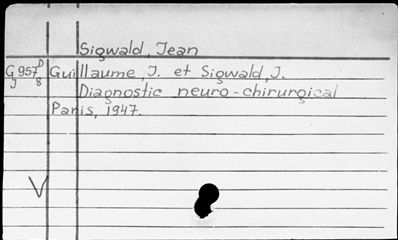 Sigwald, Jean
G 957 D Guillaume, J. et Sigwald, J.
J 8 Diagnostic neuro-chirurgical
Paris, 1947.
V